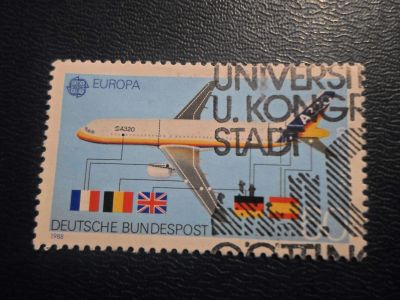 EUROPA
A320
DEUTSCHE BUNDESPOST
1988
UNIVERSIT
U. KONGR
STADT